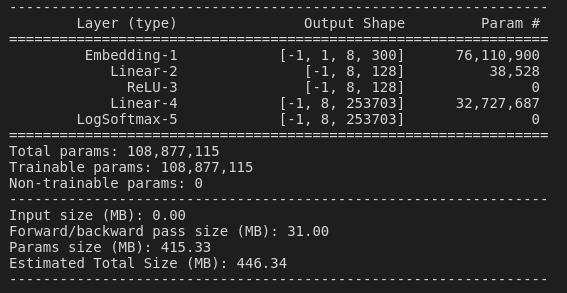 ----------------------------------------------------------------
        Layer (type)               Output Shape         Param #
================================================================
         Embedding-1            [-1, 1, 8, 300]      76,110,900
            Linear-2               [-1, 8, 128]          38,528
              ReLU-3               [-1, 8, 128]               0
            Linear-4            [-1, 8, 253703]      32,727,687
        LogSoftmax-5            [-1, 8, 253703]               0
================================================================
Total params: 108,877,115
Trainable params: 108,877,115
Non-trainable params: 0
----------------------------------------------------------------
Input size (MB): 0.00
Forward/backward pass size (MB): 31.00
Params size (MB): 415.33
Estimated Total Size (MB): 446.34
----------------------------------------------------------------